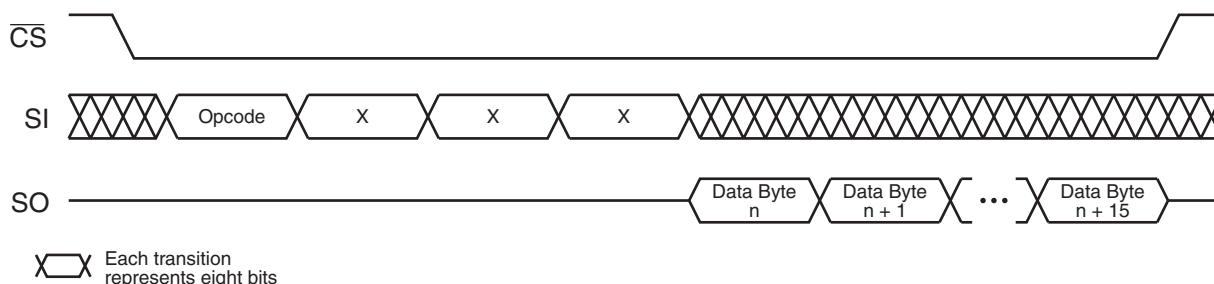 CS
SI
Opcode X X X
SO
Data Byte n
Data Byte n + 1
•••
Data Byte n + 15
Each transition
represents eight bits